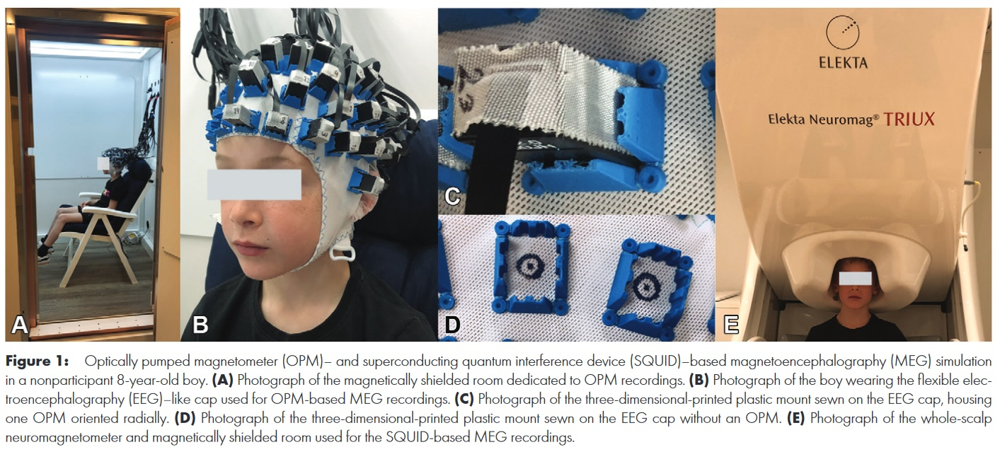 ELEKTA
Elekta Neuromag® TRIUX
A
B
C
D
E
Figure 1: Optically pumped magnetometer (OPM)– and superconducting quantum interference device (SQUID)–based magnetoencephalography (MEG) simulation
in a nonparticipant 8-year-old boy. (A) Photograph of the magnetically shielded room dedicated to OPM recordings. (B) Photograph of the boy wearing the flexible elec-
troencephalography (EEG)–like cap used for OPM-based MEG recordings. (C) Photograph of the three-dimensional-printed plastic mount sewn on the EEG cap, housing
one OPM oriented radially. (D) Photograph of the three-dimensional-printed plastic mount sewn on the EEG cap without an OPM. (E) Photograph of the whole-scalp
neuromagnetometer and magnetically shielded room used for the SQUID-based MEG recordings.